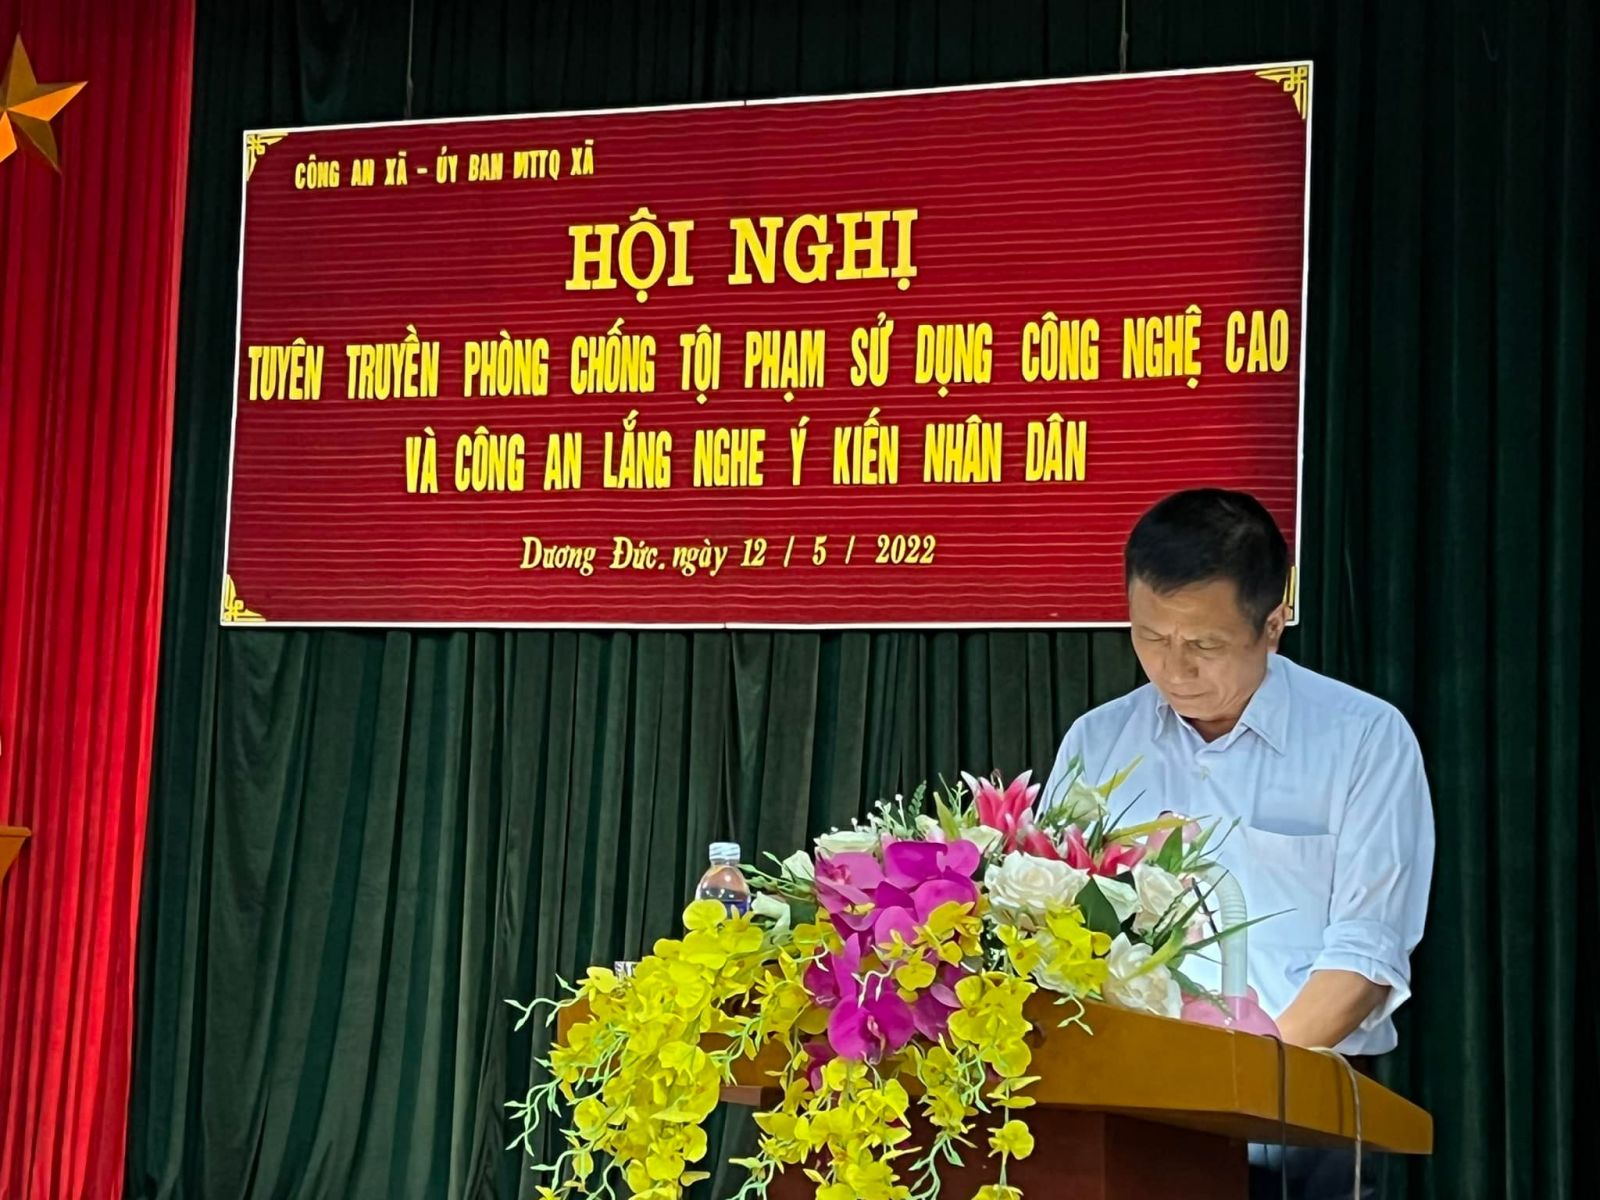 CÔNG AN XÃ - ỦY BAN MTTQ XÃ
HỘI NGHỊ
TUYÊN TRUYỀN PHÒNG CHỐNG TỘI PHẠM SỬ DỤNG CÔNG NGHỆ CAO
VÀ CÔNG AN LẮNG NGHE Ý KIẾN NHÂN DÂN
Dương Đức, ngày 12 / 5 / 2022